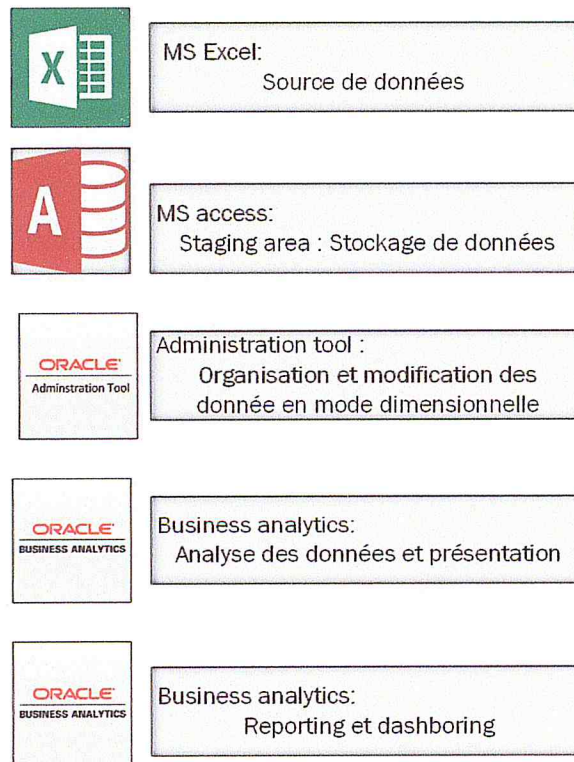 X
MS Excel:
Source de données
A
MS access:
Staging area : Stockage de données
ORACLE'
Adminstration Tool
Administration tool :
Organisation et modification des
donnée en mode dimensionnelle
ORACLE'
BUSINESS ANALYTICS
Business analytics:
Analyse des données et présentation
ORACLE'
BUSINESS ANALYTICS
Business analytics:
Reporting et dashboring